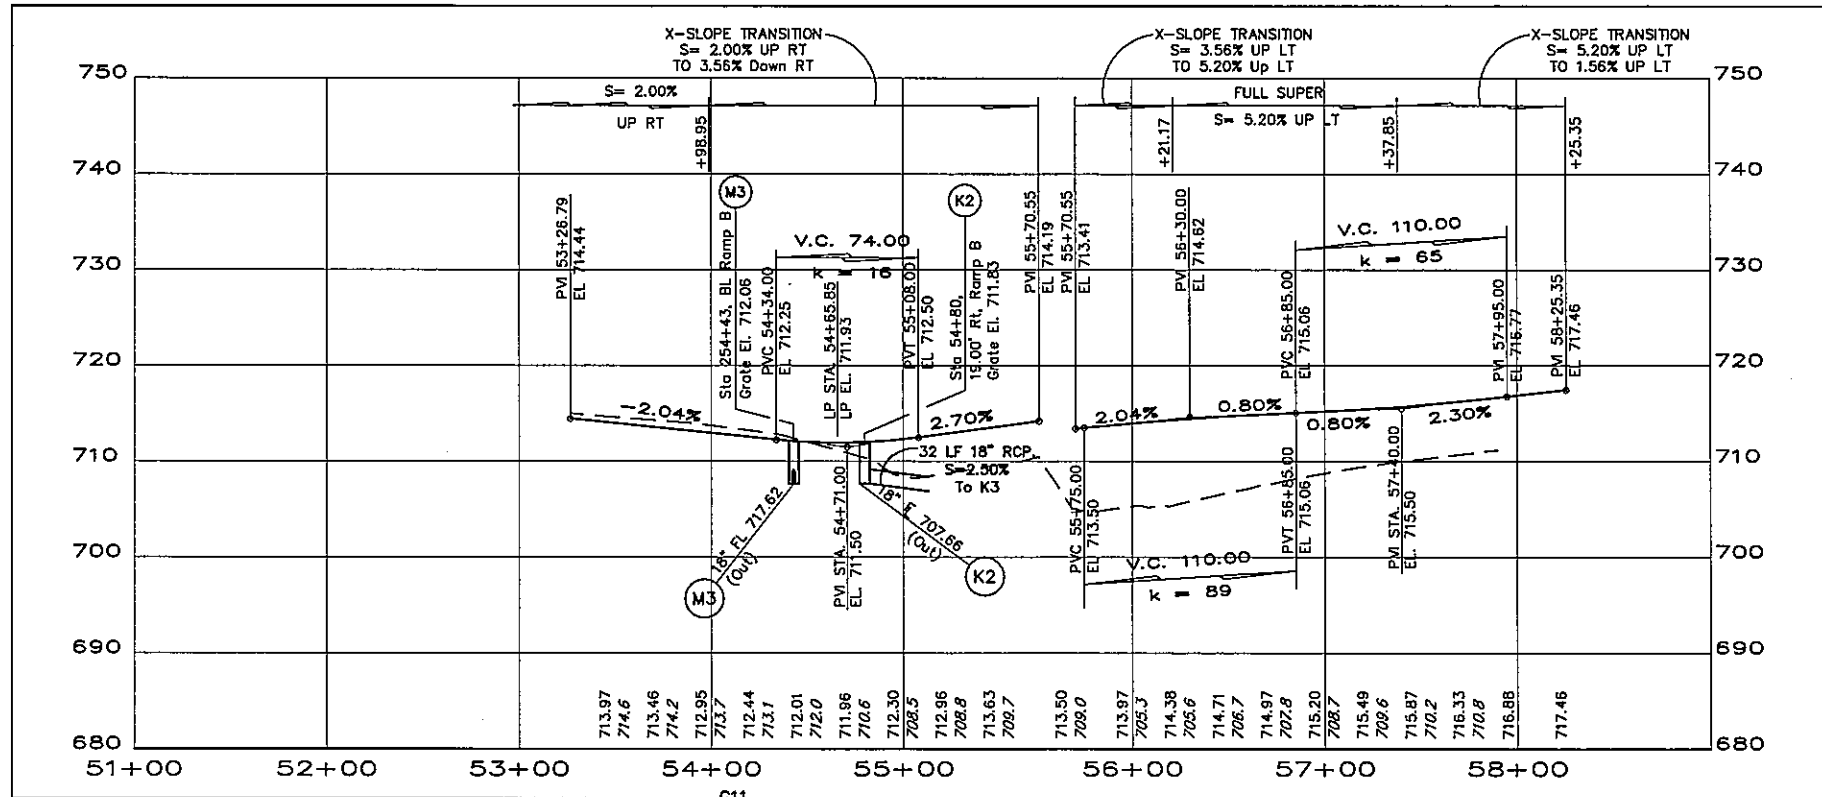 X-SLOPE TRANSITION
S= 2.00% UP RT
TO 3.56% Down RT
X-SLOPE TRANSITION
S= 3.56% UP LT
TO 5.20% Up LT
X-SLOPE TRANSITION
S= 5.20% UP LT
TO 1.56% UP LT
750
750
S= 2.00%
UP RT
FULL SUPER
S= 5.20% UP LT
+98.95
+21.17
+37.85
+25.35
740
740
M3
K2
PVI 53+26.79
EL 714.44
Sta 254+43, BL Ramp B
Grate El. 712.06
V.C. 74.00
k = 16
PVC 54+34.00
EL 712.25
LP STA. 54+65.85
LP EL. 711.93
PVT 55+08.00
EL 712.50
Sta 54+80,
19.00' Rt, Ramp B
Grate El. 711.83
PVI 55+70.55
EL 714.19
PVI 55+70.55
EL 713.41
PVI 56+30.00
EL 714.62
V.C. 110.00
k = 65
PVC 56+85.00
EL 715.06
PVI 57+95.00
EL 716.77
PVI 58+25.35
EL 717.46
730
730
720
720
-2.04%
2.70%
2.04%
0.80%
0.80%
2.30%
710
710
32 LF 18" RCP
S=2.50%
To K3
18" FL 717.62
(Out)
M3
PVI STA. 54+71.00
EL. 711.50
18" 707.66
(Out)
K2
PVC 55+75.00
EL 713.50
V.C. 110.00
k = 89
PVT 56+85.00
EL 715.06
PVI STA. 57+40.00
EL. 715.50
700
700
690
690
713.97
714.6
713.46
714.2
712.95
713.7
712.44
713.1
712.01
712.0
711.96
710.6
712.30
708.5
712.96
708.8
713.63
709.7
713.50
709.0
713.97
705.3
714.38
705.6
714.71
706.7
714.97
707.8
715.20
708.7
715.49
709.6
715.87
710.2
716.33
710.8
716.88
717.46
680
680
51+00 52+00 53+00 54+00 55+00 56+00 57+00 58+00